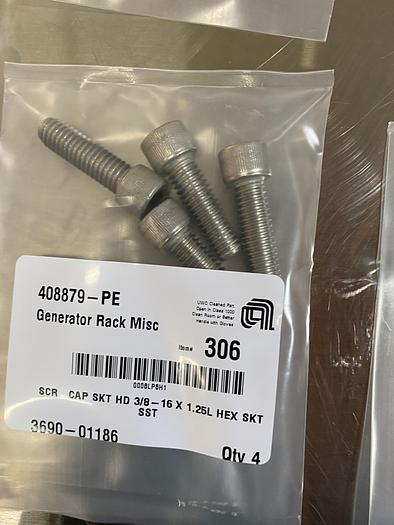 408879-PE
Generator Rack Misc
UWC Cleaned Part
Open in Class 1000
Clean Room or Better
Handle with Gloves
Item# 306
SCR CAP SKT HD 3/8-16 X 1.25L HEX SKT
SST
3690-01186
Qty 4